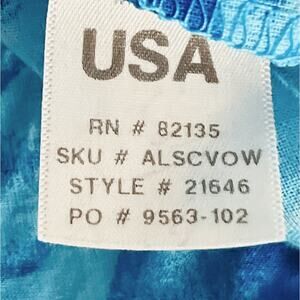 USA
RN # 82135
SKU # ALSCVOW
STYLE # 21646
PO # 9563-102